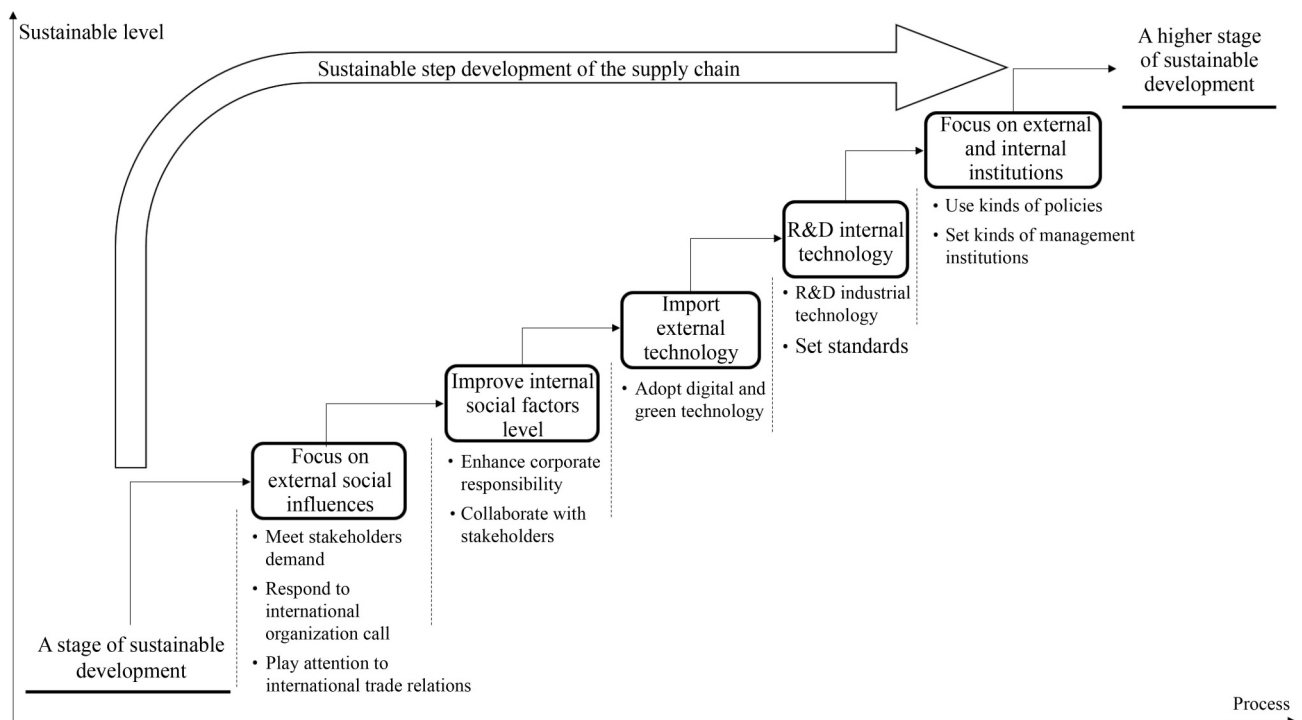 Sustainable level
Sustainable step development of the supply chain
A higher stage
of sustainable
development
Focus on external
and internal
institutions
• Use kinds of policies
• Set kinds of management
institutions
R&D internal
technology
• R&D industrial
technology
• Set standards
Import
external
technology
• Adopt digital and
green technology
Improve internal
social factors
level
• Enhance corporate
responsibility
• Collaborate with
stakeholders
Focus on
external social
influences
• Meet stakeholders
demand
• Respond to
international
organization call
• Play attention to
international trade relations
A stage of sustainable
development
Process